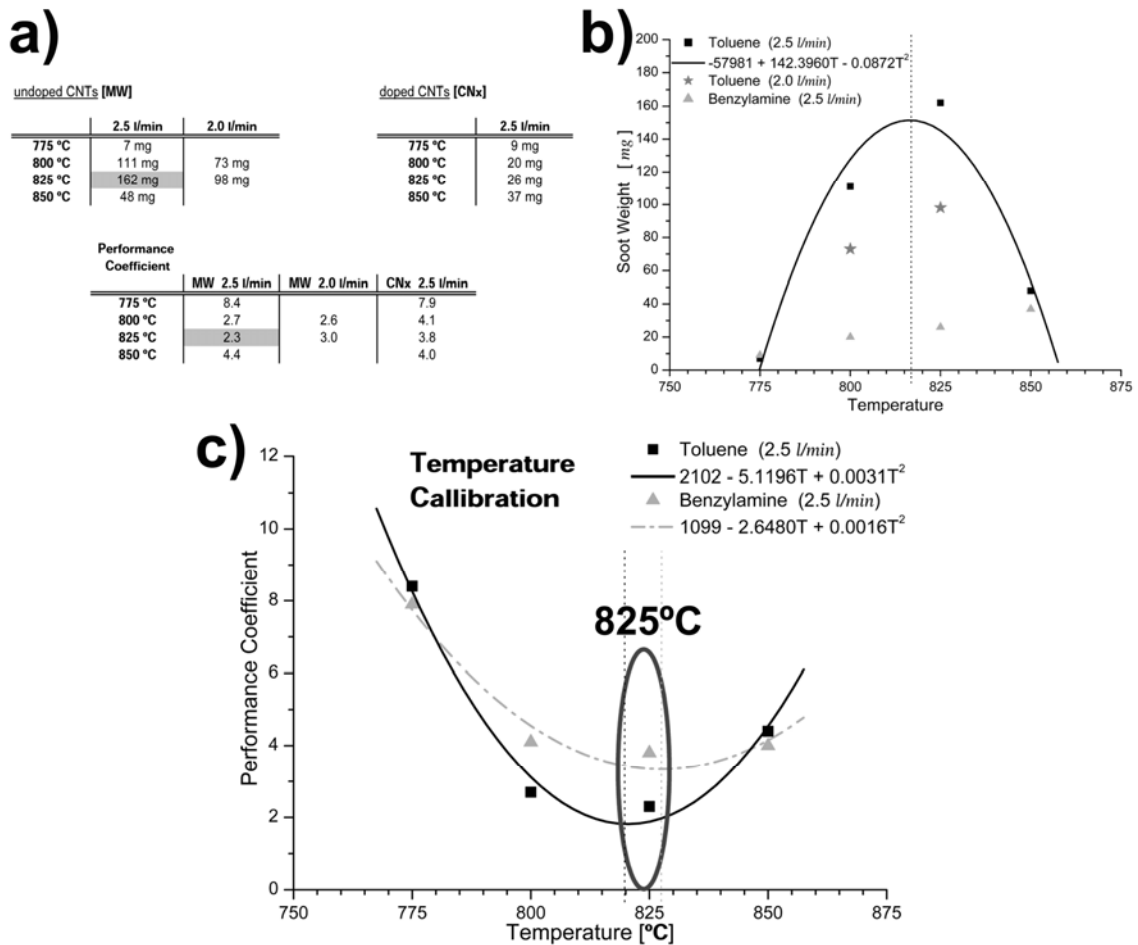 a)
undoped CNTs [MW]
2.5 l/min 2.0 l/min
775 ºC 7 mg
800 ºC 111 mg 73 mg
825 ºC 162 mg 98 mg
850 ºC 48 mg
doped CNTs [CNx]
2.5 l/min
775 ºC 9 mg
800 ºC 20 mg
825 ºC 26 mg
850 ºC 37 mg
Performance
Coefficient
MW 2.5 l/min MW 2.0 l/min CNx 2.5 l/min
775 ºC 8.4 7.9
800 ºC 2.7 2.6 4.1
825 ºC 2.3 3.0 3.8
850 ºC 4.4 4.0
b)
Toluene (2.5 l/min)
-57981 + 142.3960T - 0.0872T²
Toluene (2.0 l/min)
Benzylamine (2.5 l/min)
Soot Weight [mg]
200
180
160
140
120
100
80
60
40
20
0
750 775 800 825 850 875
Temperature
c)
Temperature
Callibration
Toluene (2.5 l/min)
2102 - 5.1196T + 0.0031T²
Benzylamine (2.5 l/min)
1099 - 2.6480T + 0.0016T²
825ºC
Performance Coefficient
12
10
8
6
4
2
0
750 775 800 825 850 875
Temperature [ºC]